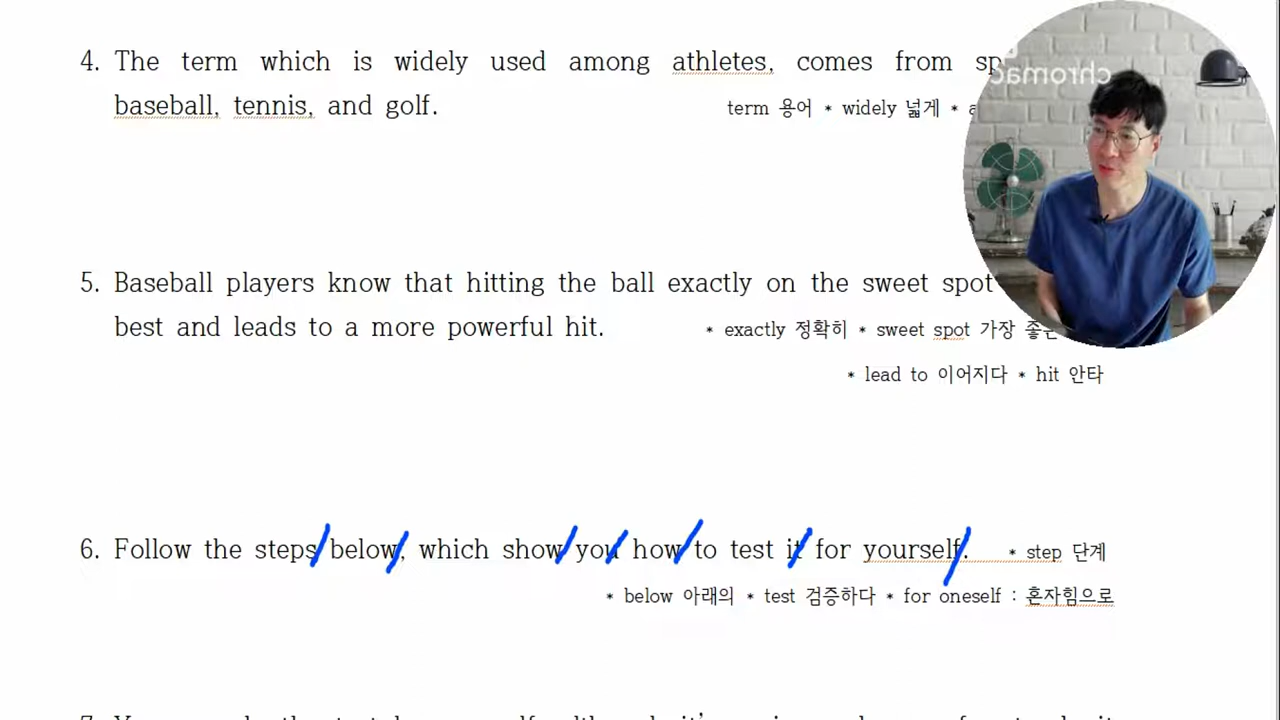 4. The term which is widely used among athletes, comes from
baseball, tennis, and golf.
term 용어 * widely 넓게 *
5. Baseball players know that hitting the ball exactly on the sweet spot
best and leads to a more powerful hit.
* exactly 정확히 * sweet spot 가장
* lead to 이어지다 * hit 안타
6. Follow the steps below, which show you how to test it for yourself. * step 단계
* below 아래의 * test 검증하다 * for oneself : 혼자힘으로